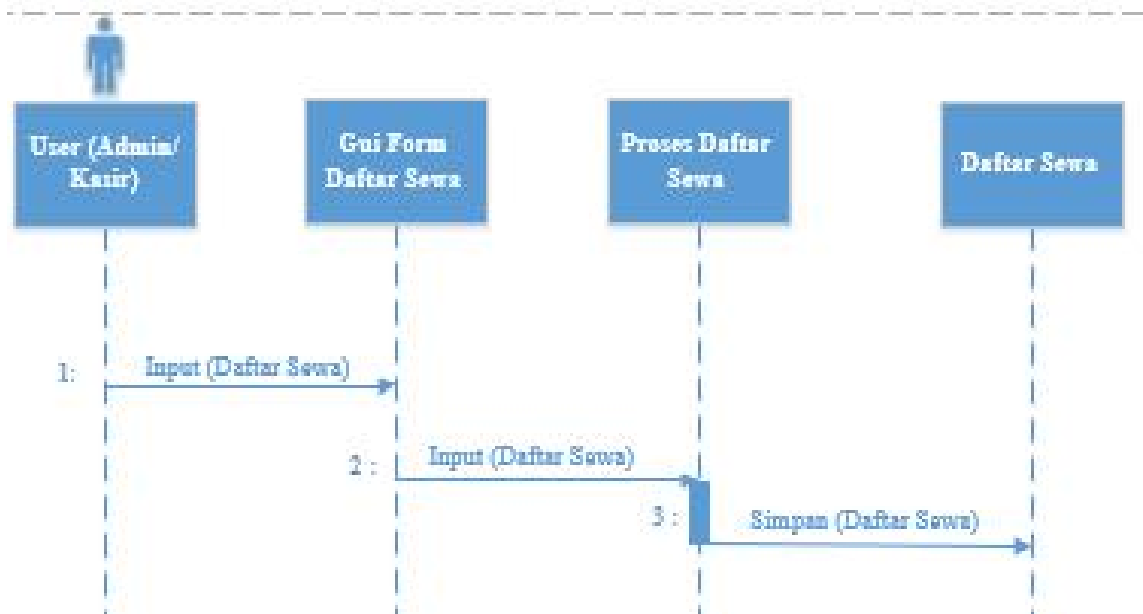 User (Admin/
Kasir)
Gui Form
Daftar Sewa
Proses Daftar
Sewa
Daftar Sewa
1:
Input (Daftar Sewa)
2 :
Input (Daftar Sewa)
3 :
Simpan (Daftar Sewa)